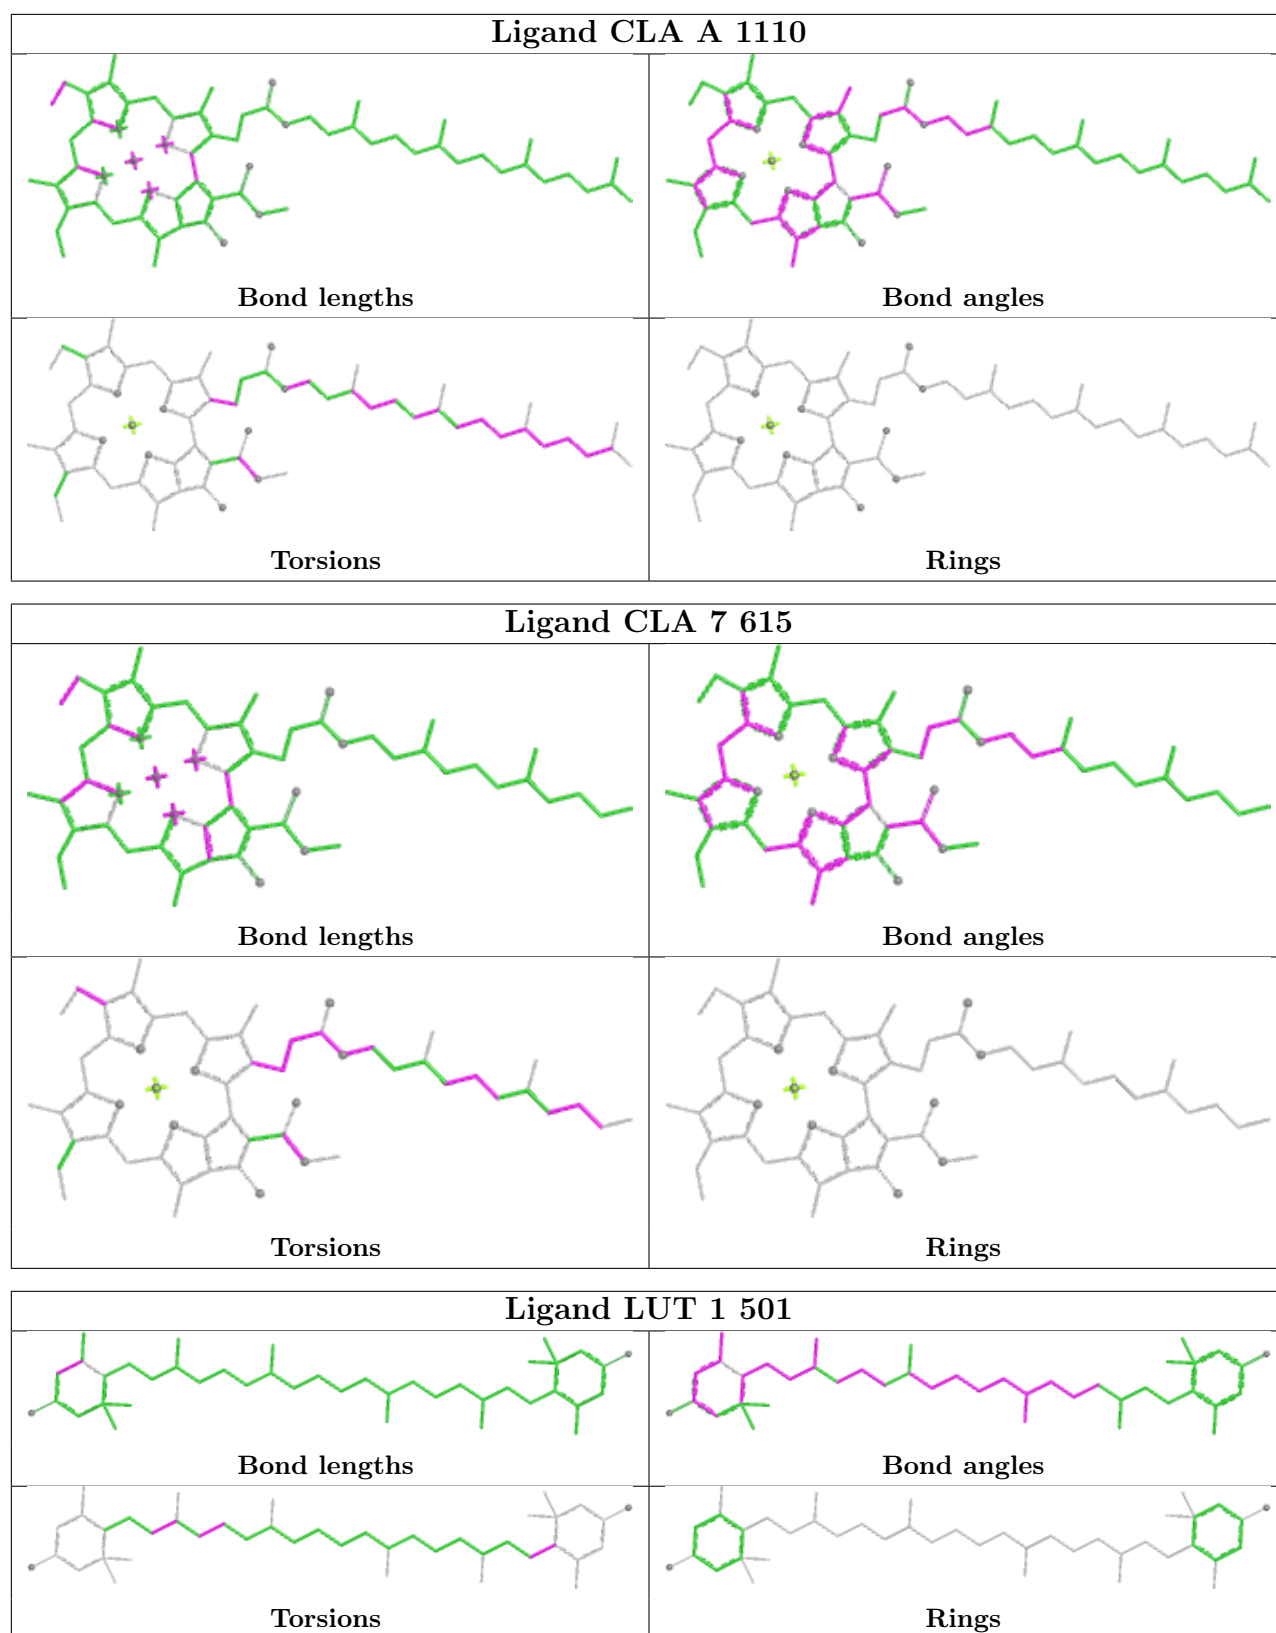 Ligand CLA A 1110
Bond lengths
Bond angles
Torsions
Rings
Ligand CLA 7 615
Bond lengths
Bond angles
Torsions
Rings
Ligand LUT 1 501
Bond lengths
Bond angles
Torsions
Rings